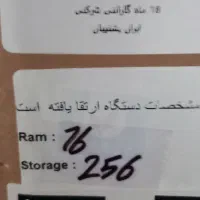 18 ماه گارانتی شرکتی
ایران پشتیبان
مشخصات دستگاه ارتقا یافته است
Ram : 16
Storage : 256